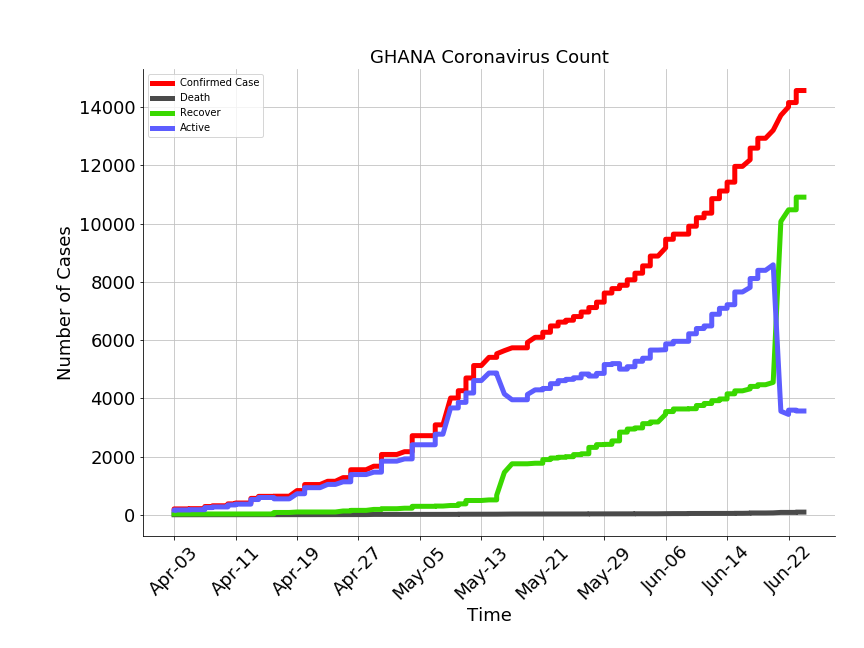 GHANA Coronavirus Count
Confirmed Case
Death
Recover
Active
Number of Cases
14000
12000
10000
8000
6000
4000
2000
0
Apr-03
Apr-11
Apr-19
Apr-27
May-05
May-13
May-21
May-29
Jun-06
Jun-14
Jun-22
Time